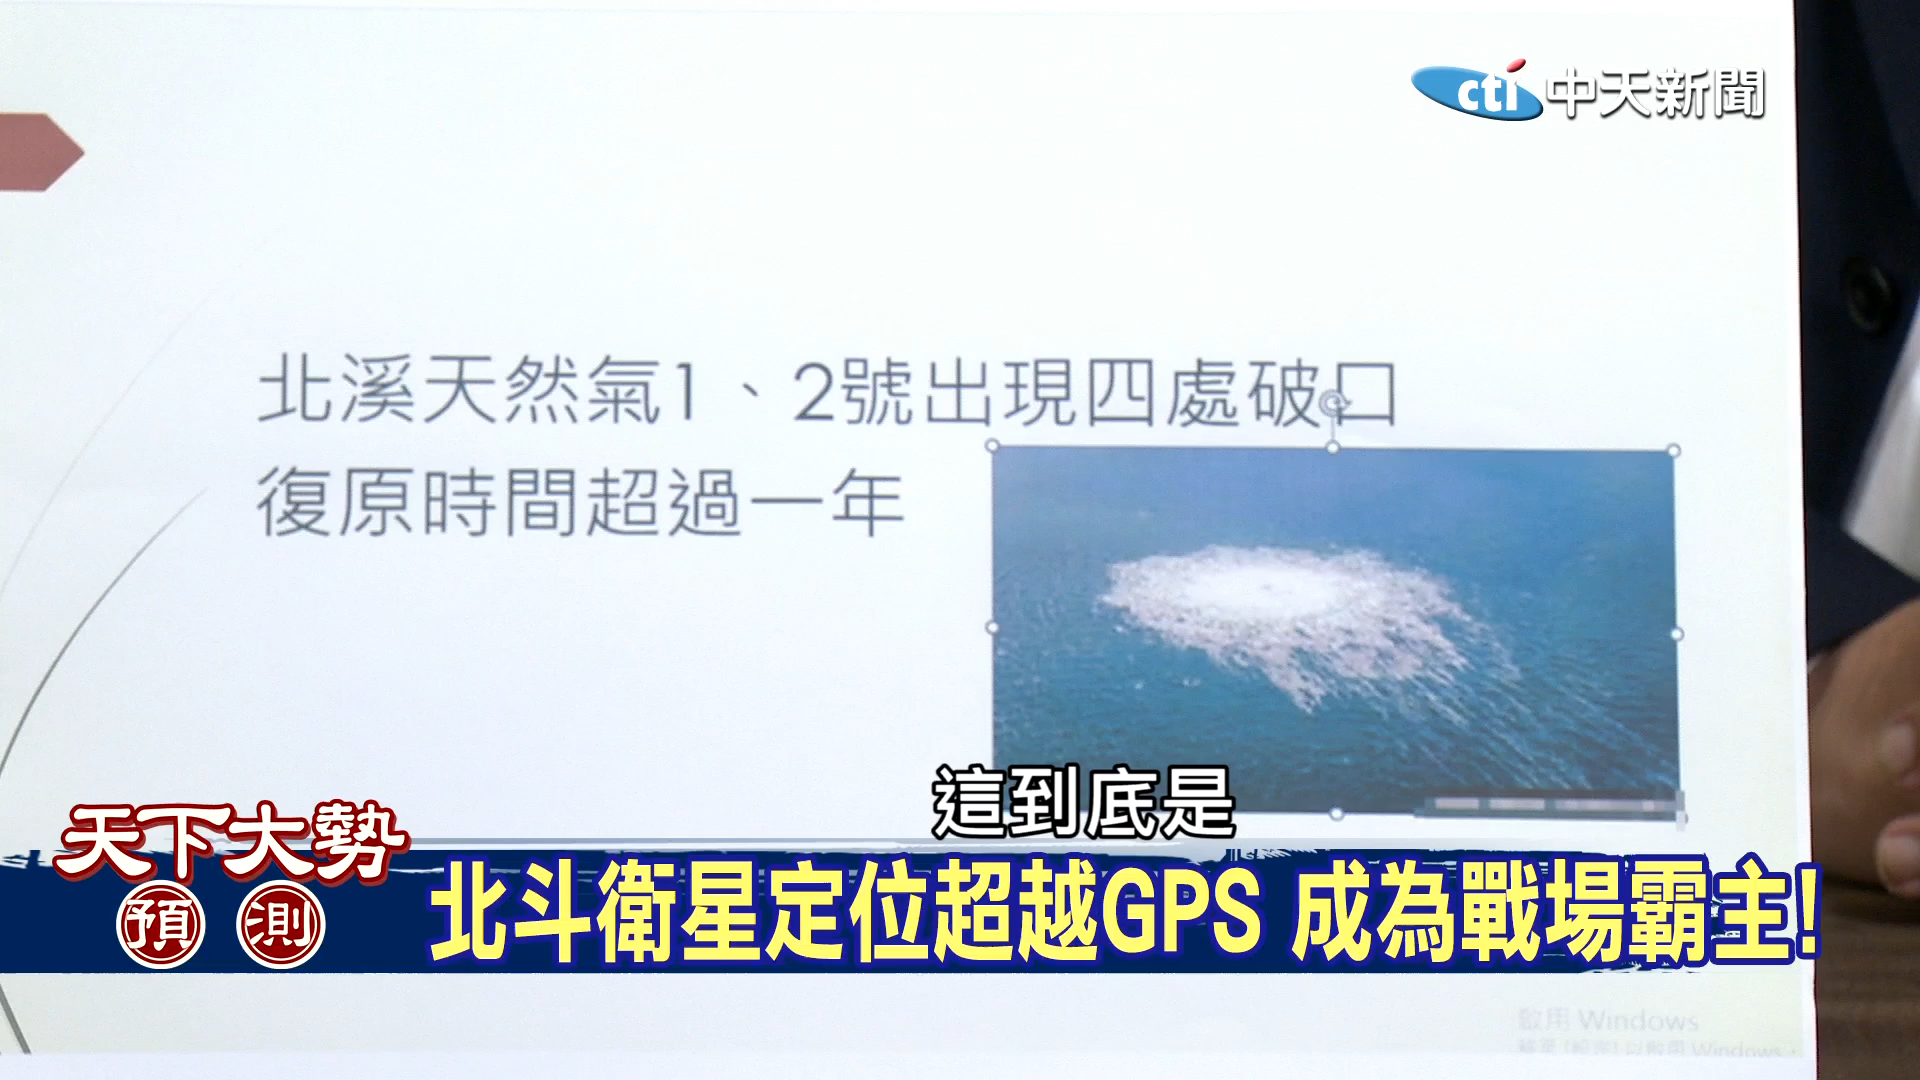 cti 中天新聞
北溪天然氣1、2號出現四處破口
復原時間超過一年
這到底是
天下大勢
預測
北斗衛星定位超越GPS 成為戰場霸主!
啟用 Windows